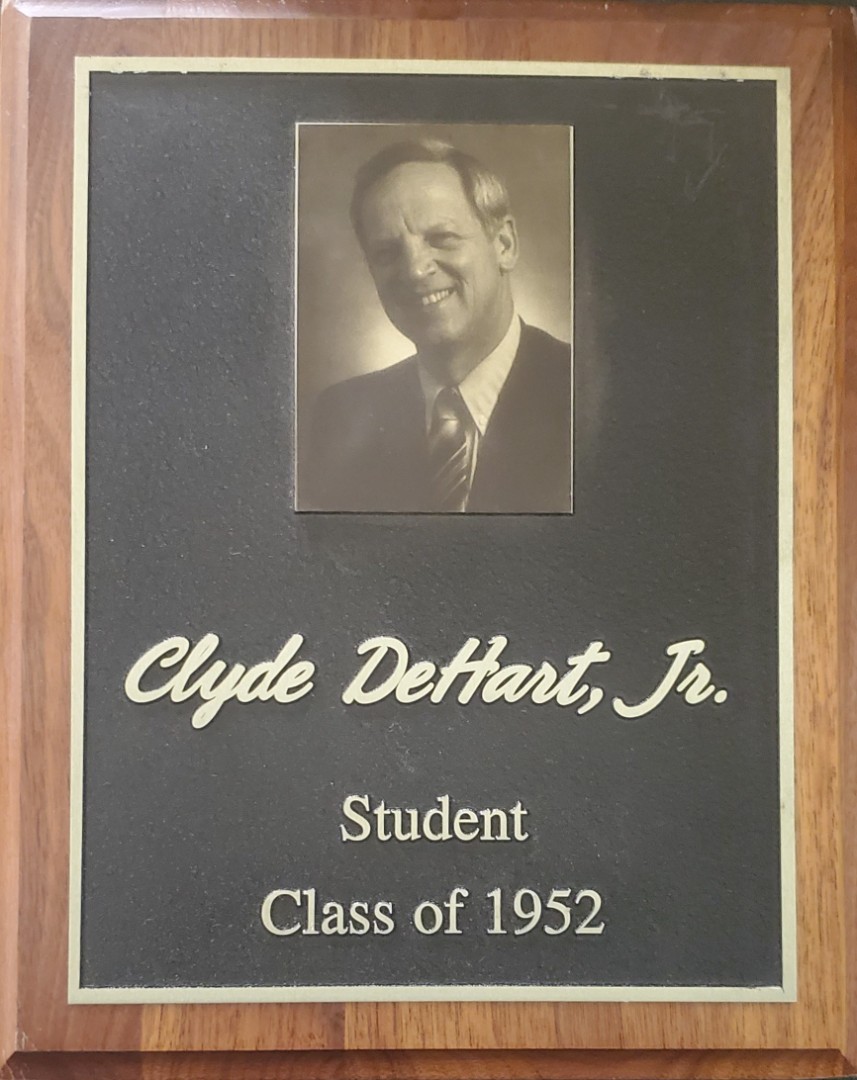 Clyde DeHart, Jr.
Student
Class of 1952